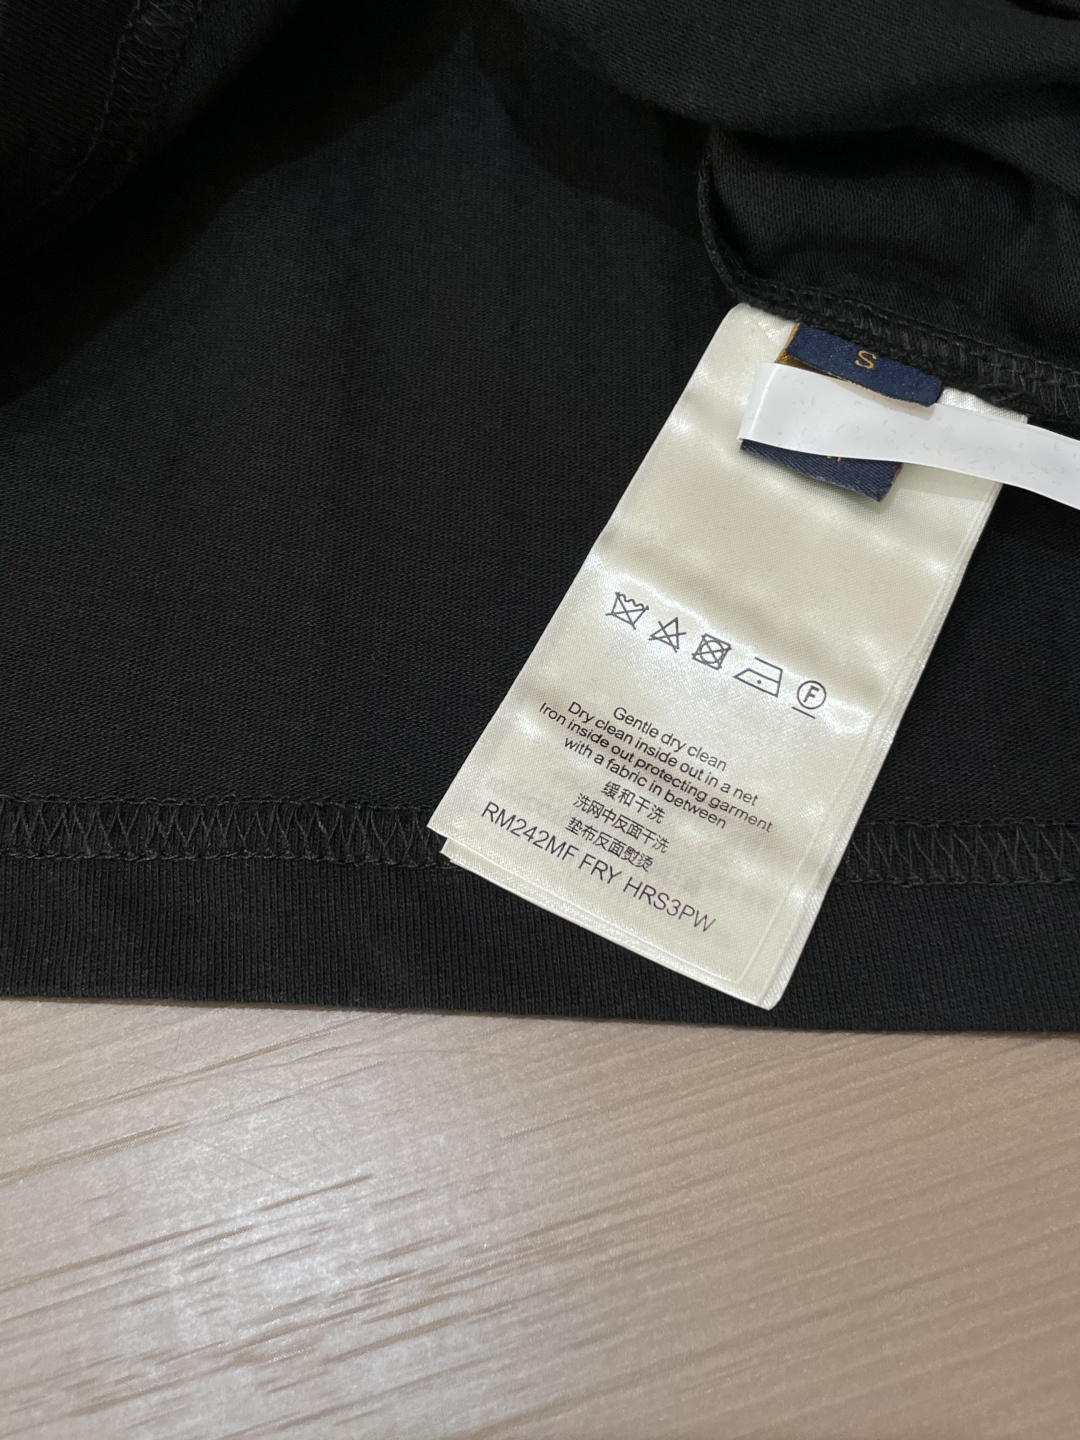 S
F
Gentle dry clean
Dry clean inside out in a net
Iron inside out protecting garment
with a fabric in between
缓和干洗
洗网中反面干洗
垫布反面熨烫
RM242MF FRY HRS3PW